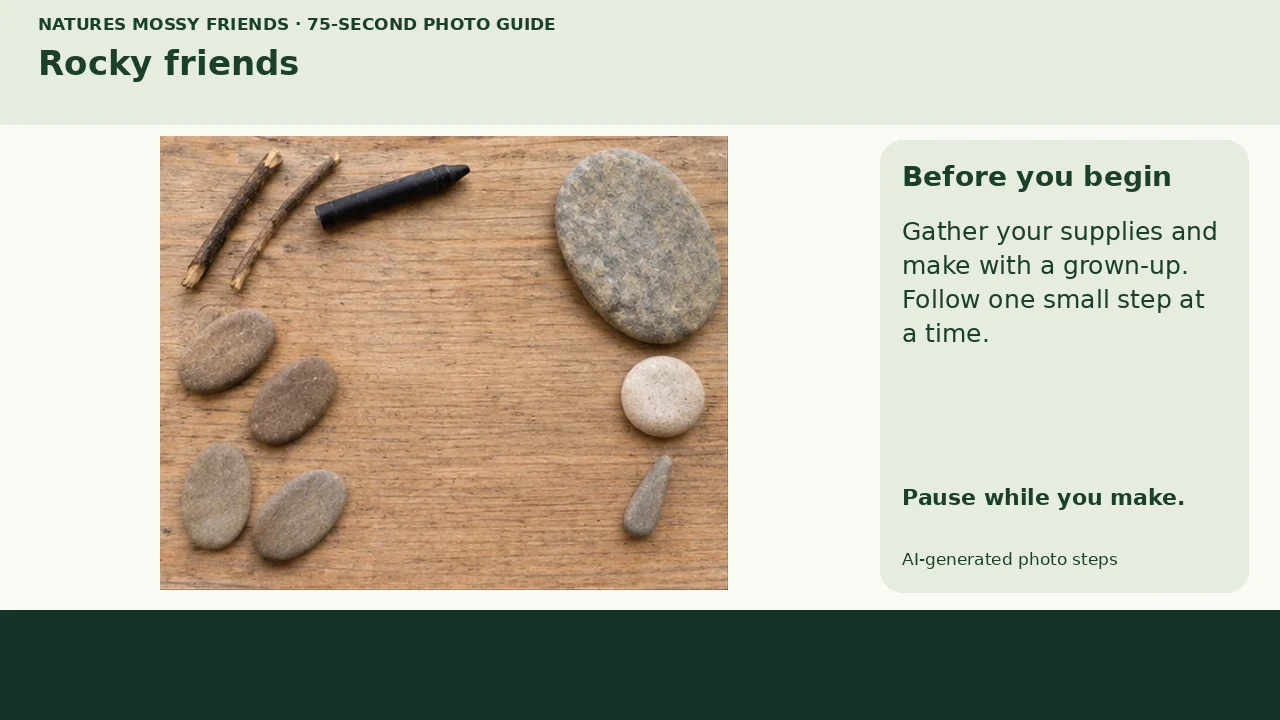 NATURES MOSSY FRIENDS · 75-SECOND PHOTO GUIDE
Rocky friends
Before you begin
Gather your supplies and
make with a grown-up.
Follow one small step at
a time.
Pause while you make.
AI-generated photo steps